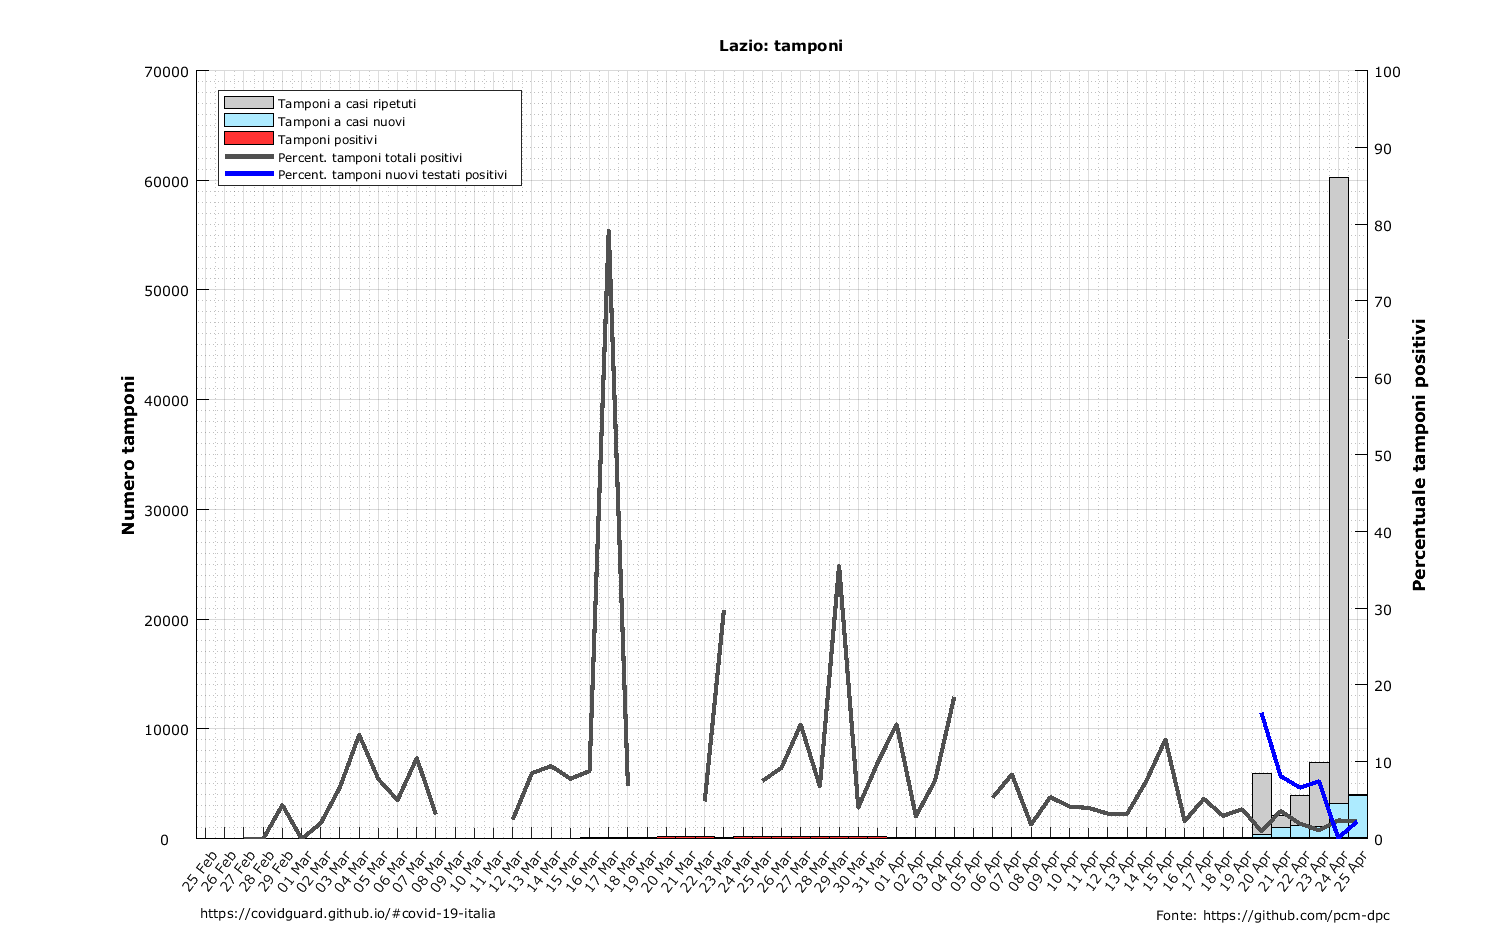 Lazio: tamponi
70000
60000
50000
40000
30000
20000
10000
0
Numero tamponi
Tamponi a casi ripetuti
Tamponi a casi nuovi
Tamponi positivi
Percent. tamponi totali positivi
Percent. tamponi nuovi testati positivi
100
90
80
70
60
50
40
30
20
10
0
Percentuale tamponi positivi
25 Feb
26 Feb
27 Feb
28 Feb
29 Feb
01 Mar
02 Mar
03 Mar
04 Mar
05 Mar
06 Mar
07 Mar
08 Mar
09 Mar
10 Mar
11 Mar
12 Mar
13 Mar
14 Mar
15 Mar
16 Mar
17 Mar
18 Mar
19 Mar
20 Mar
21 Mar
22 Mar
23 Mar
24 Mar
25 Mar
26 Mar
27 Mar
28 Mar
29 Mar
30 Mar
31 Mar
01 Apr
02 Apr
03 Apr
04 Apr
05 Apr
06 Apr
07 Apr
08 Apr
09 Apr
10 Apr
11 Apr
12 Apr
13 Apr
14 Apr
15 Apr
16 Apr
17 Apr
18 Apr
19 Apr
20 Apr
21 Apr
22 Apr
23 Apr
24 Apr
25 Apr
https://covidguard.github.io/#covid-19-italia
Fonte: https://github.com/pcm-dpc